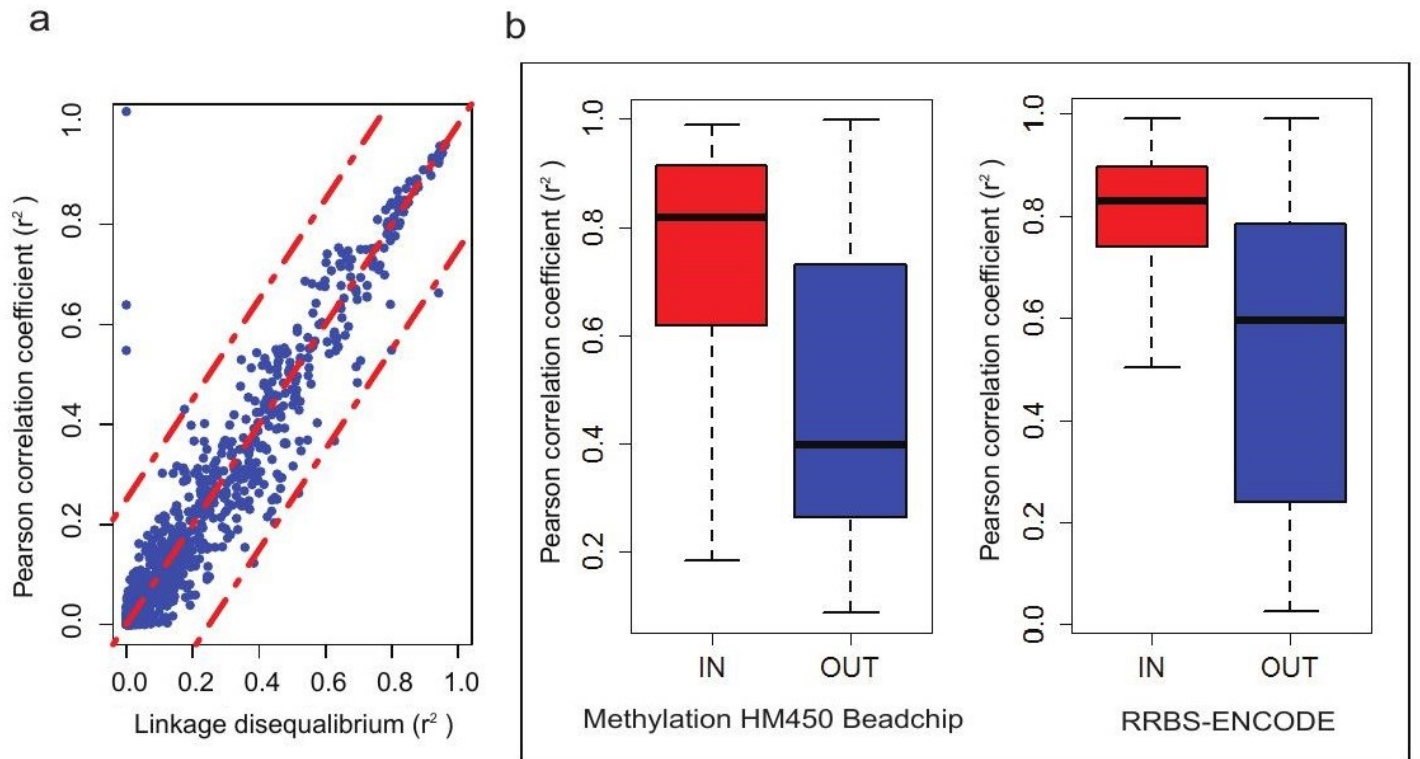 a
Pearson correlation coefficient (r²)
1.0
0.8
0.6
0.4
0.2
0.0
0.0 0.2 0.4 0.6 0.8 1.0
Linkage disequalibrium (r² )
b
Pearson correlation coefficient (r² )
1.0
0.8
0.6
0.4
0.2
IN OUT
Methylation HM450 Beadchip
Pearson correlation coefficient (r² )
1.0
0.8
0.6
0.4
0.2
0.0
IN OUT
RRBS-ENCODE